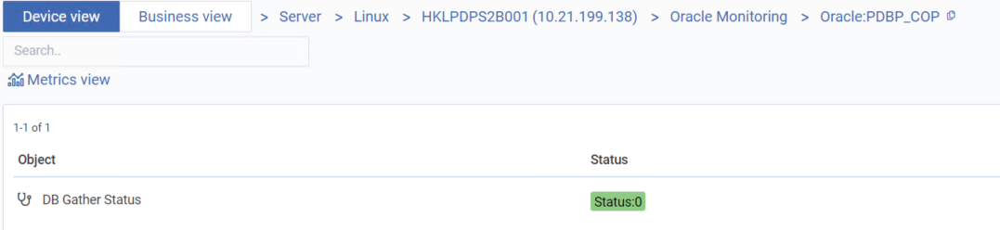 Device view Business view > Server > Linux > HKLPDPS2B001 (10.21.199.138) > Oracle Monitoring > Oracle:PDBP_COP
Search..
Metrics view
1-1 of 1
Object Status
DB Gather Status Status:0